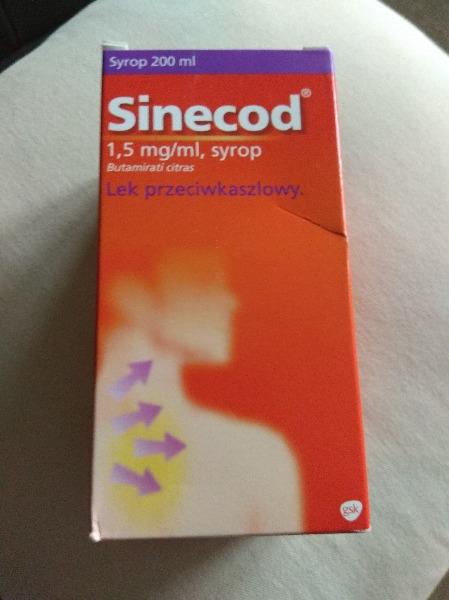 Syrop 200 ml
Sinecod®
1,5 mg/ml, syrop
Butamirati citras
Lek przeciwkaszlowy.
gsk